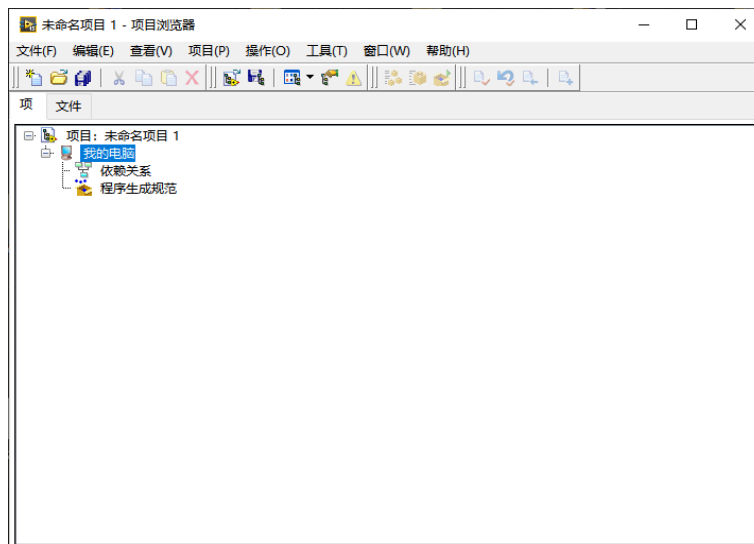 未命名项目 1 - 项目浏览器
文件(F) 编辑(E) 查看(V) 项目(P) 操作(O) 工具(T) 窗口(W) 帮助(H)
项 文件
项目：未命名项目 1
我的电脑
依赖关系
程序生成规范